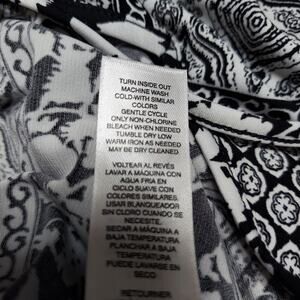 TURN INSIDE OUT
MACHINE WASH
COLD-WITH SIMILAR
COLORS
GENTLE CYCLE
ONLY NON-CHLORINE
BLEACH WHEN NEEDED
TUMBLE DRY LOW
WARM IRON AS NEEDED
MAY BE DRY CLEANED
VOLTEAR AL REVÉS
LAVAR A MÁQUINA CON
AGUA FRIA EN
CICLO SUAVE CON
COLORES SIMILARES.
USAR BLANQUEADOR
SIN CLORO CUANDO SE
NECESITE.
SECAR A MÁQUINA A
BAJA TEMPERATURA
PLANCHAR A BAJA
TEMPERATURA
PUEDE LAVARSE EN
SECO
RETOURNER